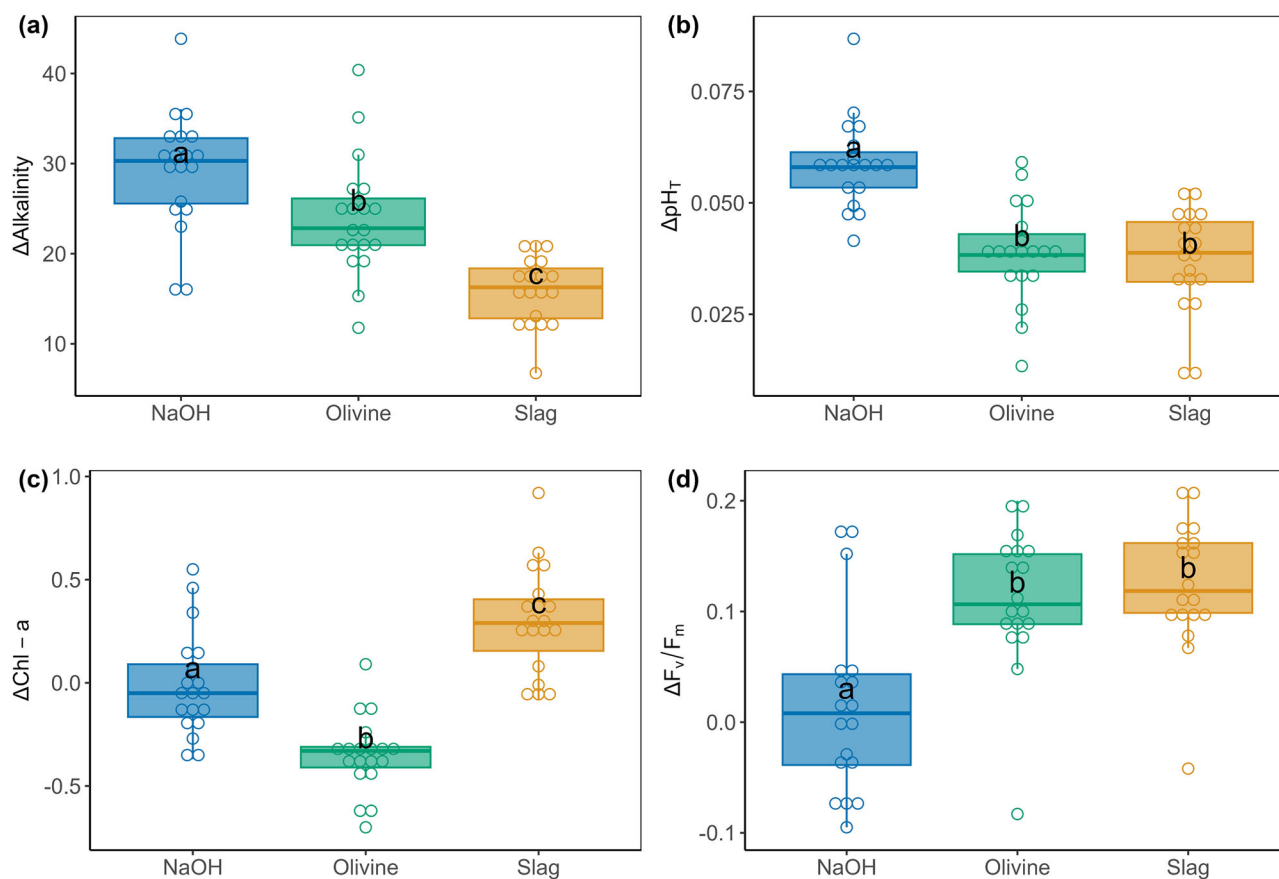 (a)
ΔAlkalinity
40
30
20
10
a
b
c
NaOH Olivine Slag
(b)
ΔpH_T
0.075
0.050
0.025
a
b
b
NaOH Olivine Slag
(c)
ΔChl − a
1.0
0.5
0.0
-0.5
a
b
c
NaOH Olivine Slag
(d)
ΔF_v/F_m
0.2
0.1
0.0
-0.1
a
b
b
NaOH Olivine Slag